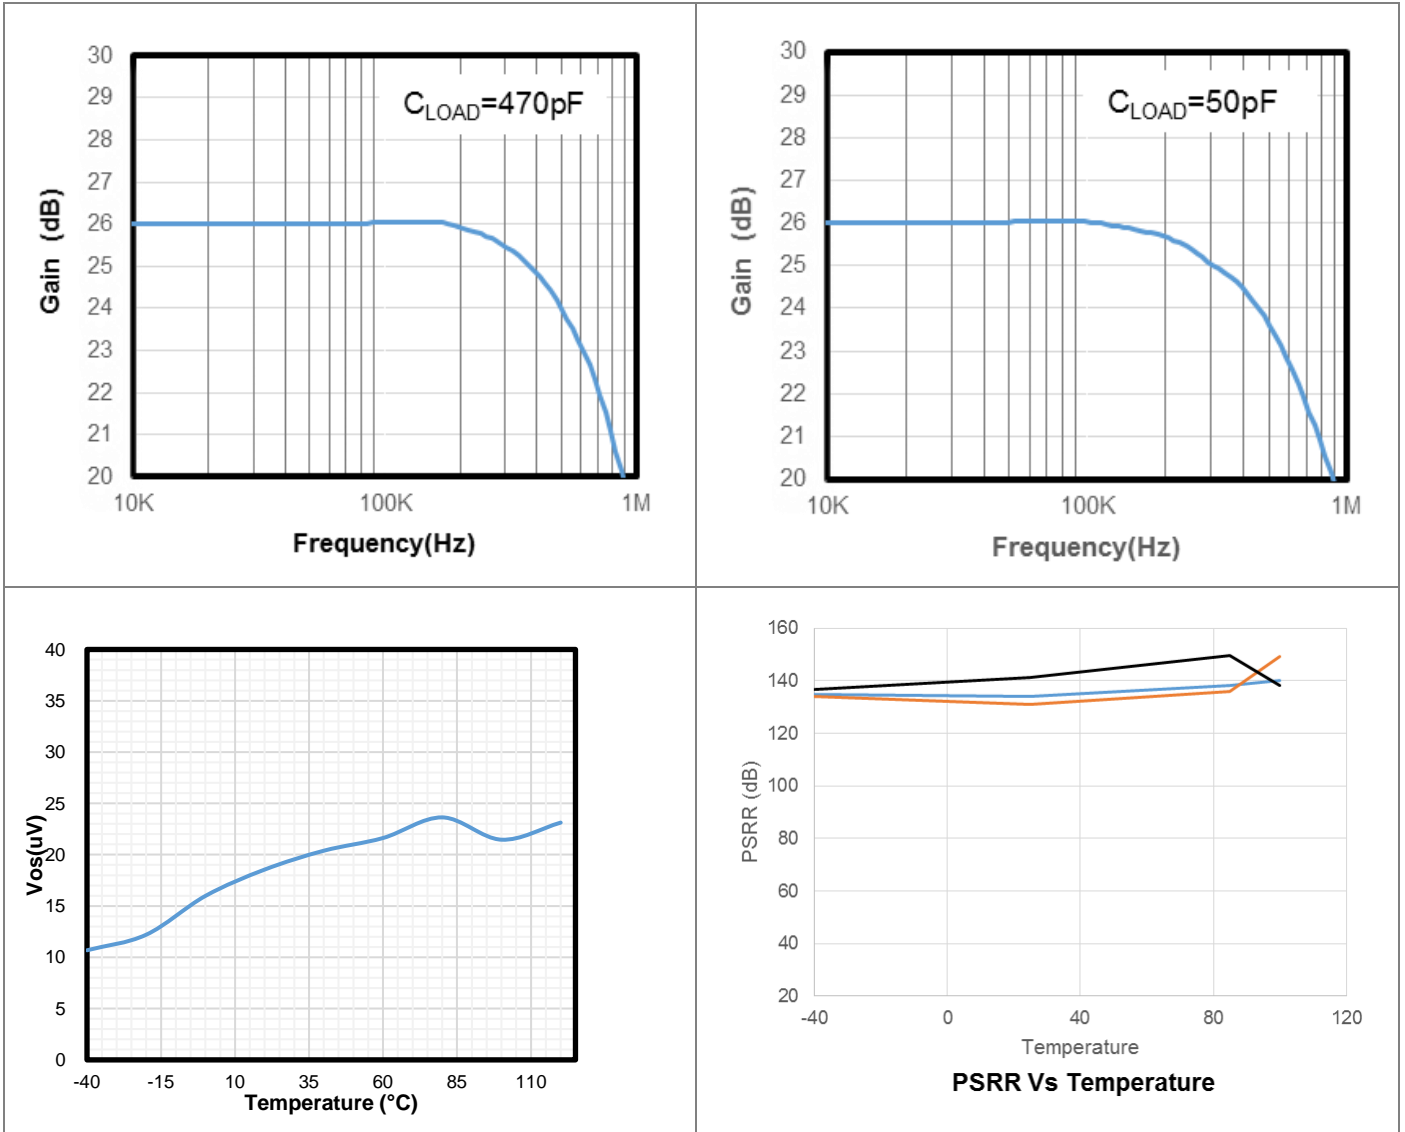 30
29
28
27
26
25
24
23
22
21
20
C_LOAD=470pF
Gain (dB)
10K 100K 1M
Frequency(Hz)
30
29
28
27
26
25
24
23
22
21
20
C_LOAD=50pF
Gain (dB)
10K 100K 1M
Frequency(Hz)
40
35
30
25
20
15
10
5
0
Vos(uV)
-40 -15 10 35 60 85 110
Temperature (°C)
160
140
120
100
80
60
40
20
PSRR (dB)
-40 0 40 80 120
Temperature
PSRR Vs Temperature